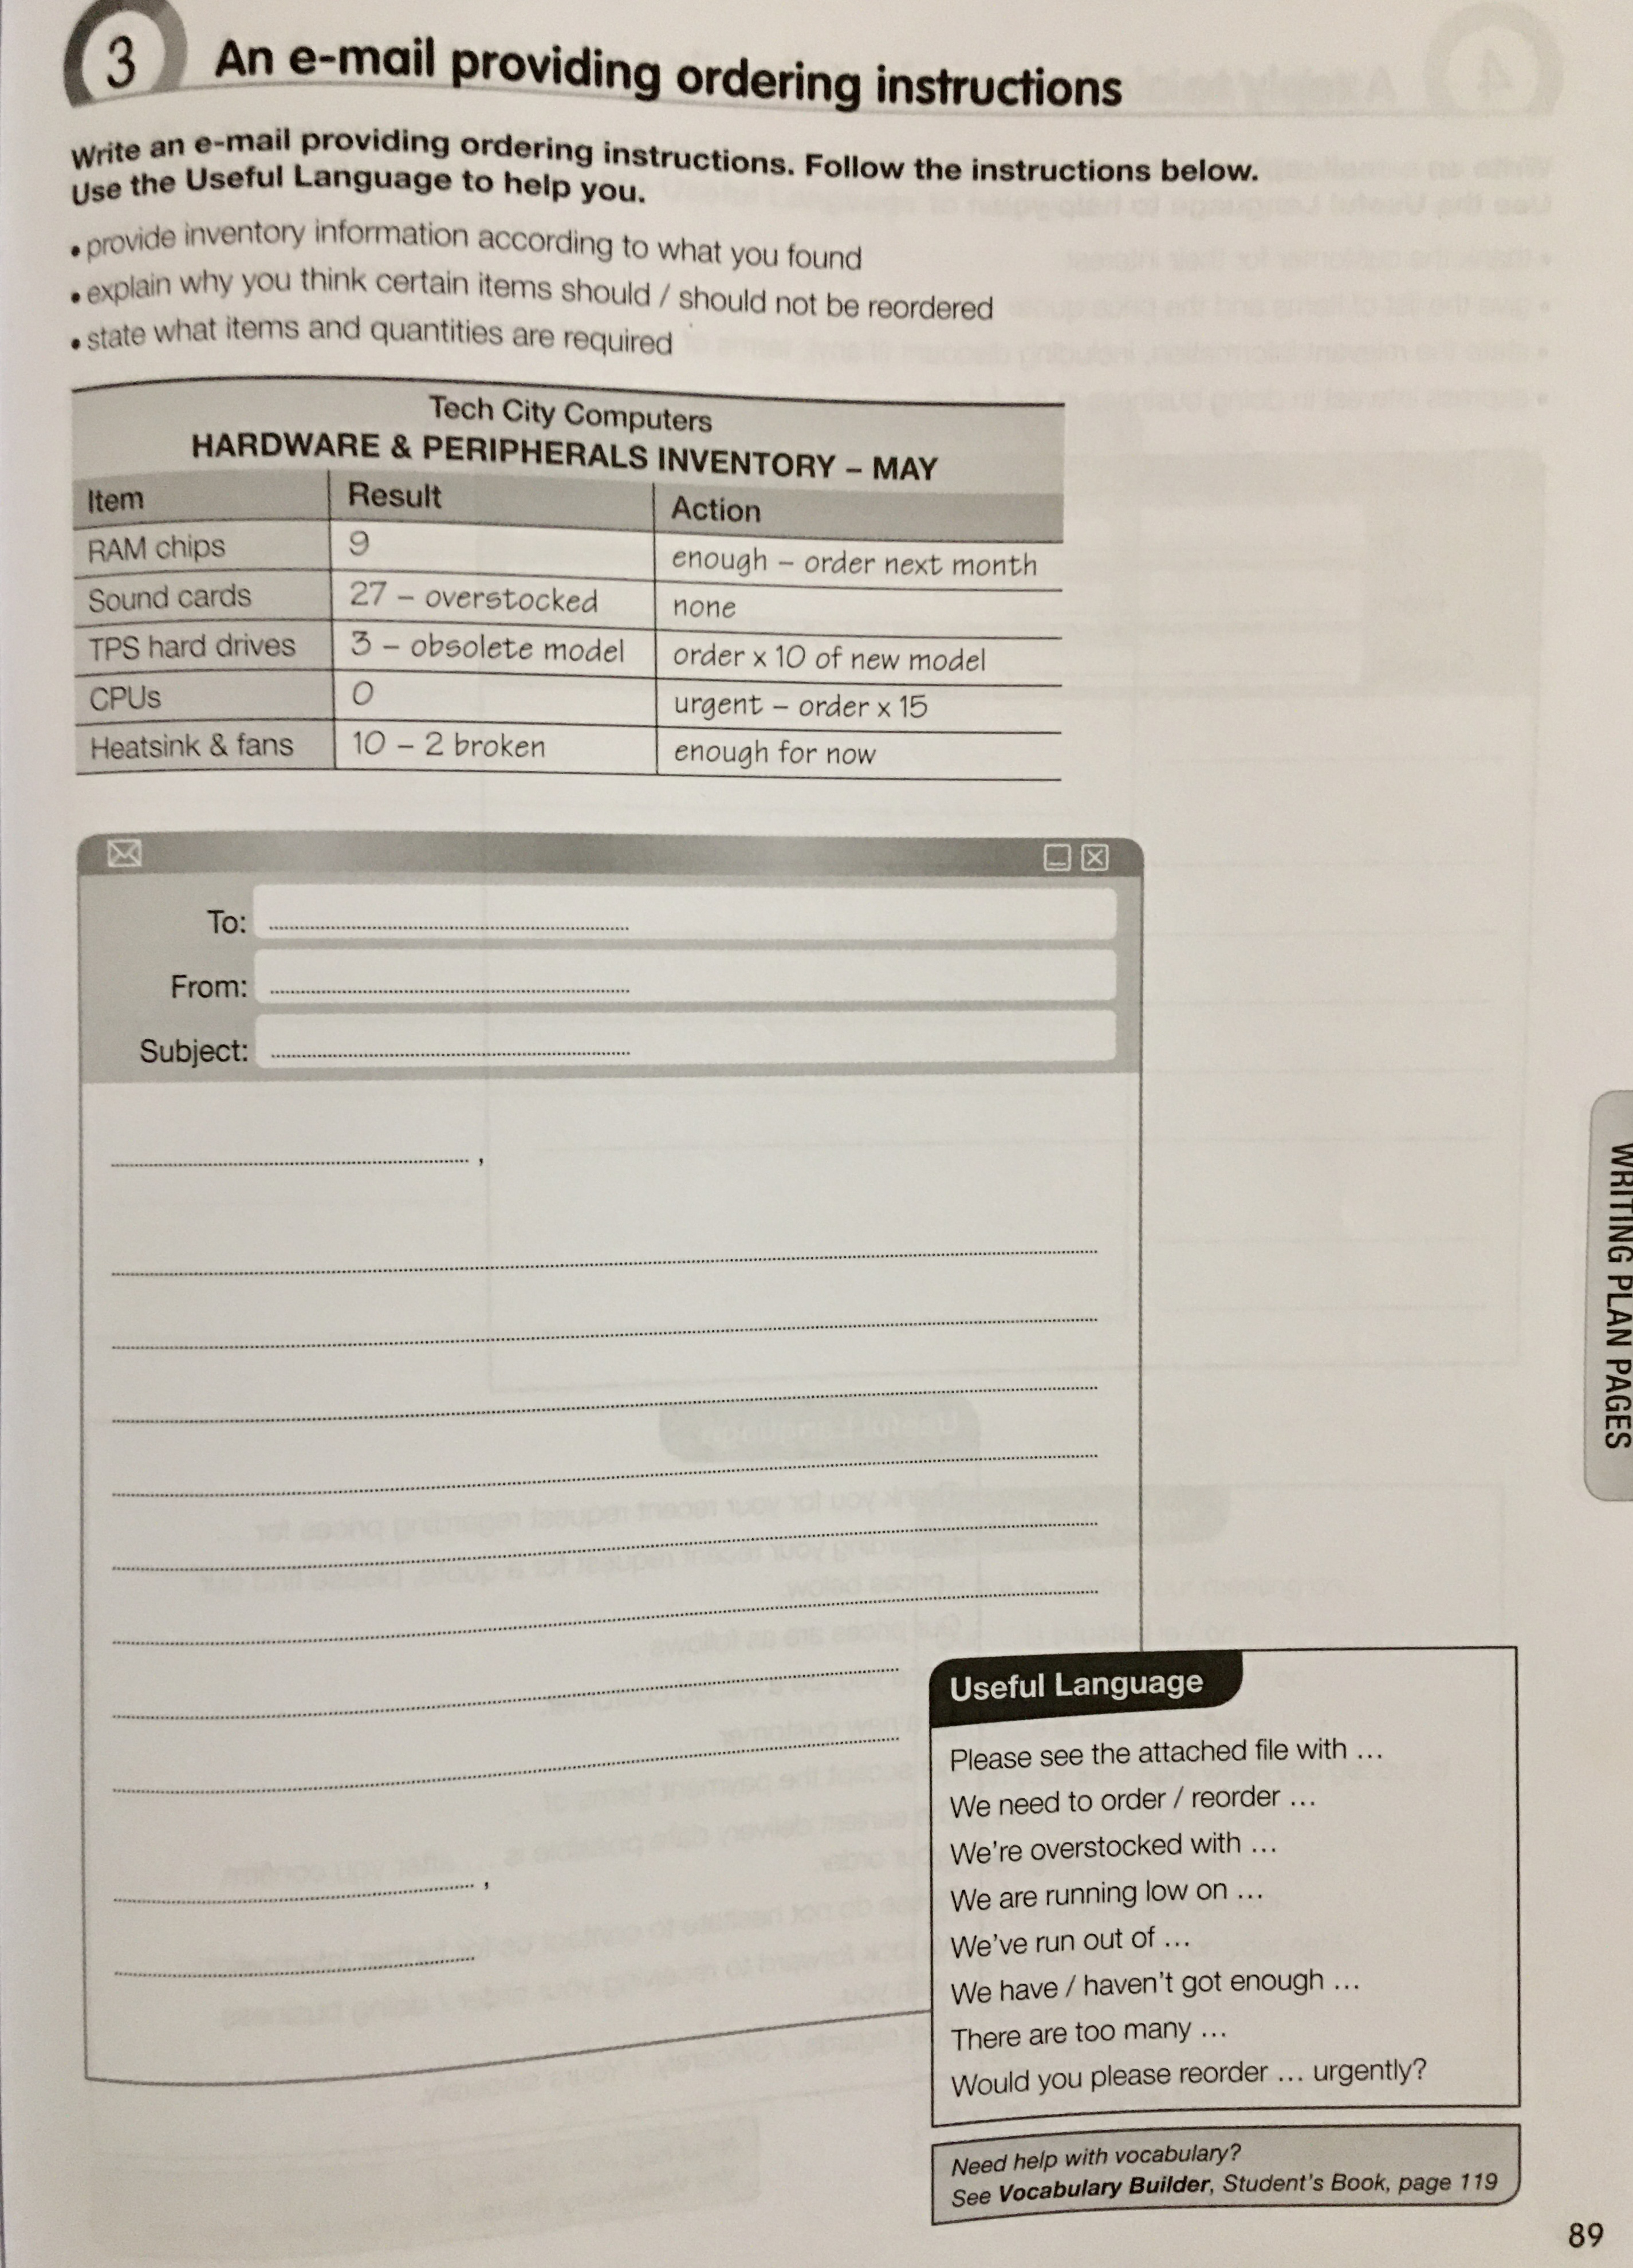 3 An e-mail providing ordering instructions
Write an e-mail providing ordering instructions. Follow the instructions below.
Use the Useful Language to help you.
• provide inventory information according to what you found
• explain why you think certain items should / should not be reordered
• state what items and quantities are required
Tech City Computers
HARDWARE & PERIPHERALS INVENTORY – MAY
Item Result Action
RAM chips 9 enough – order next month
Sound cards 27 – overstocked none
TPS hard drives 3 – obsolete model order x 10 of new model
CPUs 0 urgent – order x 15
Heatsink & fans 10 – 2 broken enough for now
To:
From:
Subject:
,
,
Useful Language
Please see the attached file with ...
We need to order / reorder ...
We're overstocked with ...
We are running low on ...
We've run out of ...
We have / haven't got enough ...
There are too many ...
Would you please reorder ... urgently?
Need help with vocabulary?
See Vocabulary Builder, Student's Book, page 119
WRITING PLAN PAGES
89